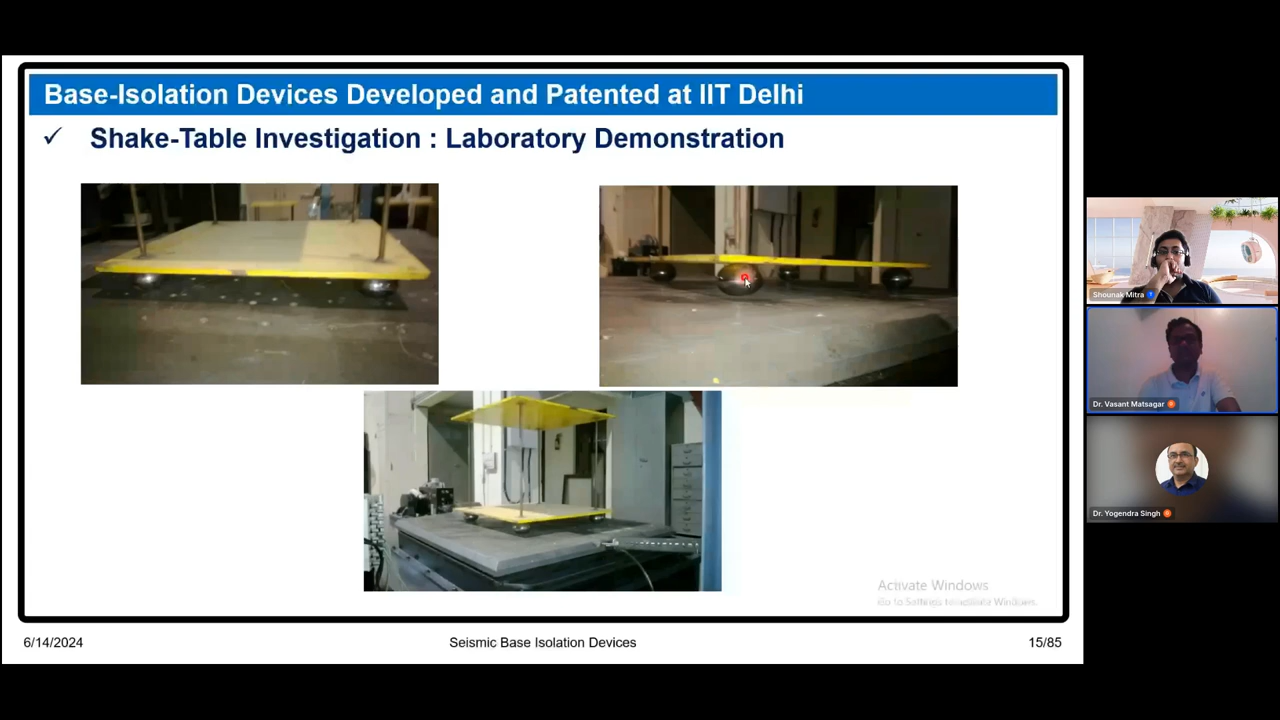 Base-Isolation Devices Developed and Patented at IIT Delhi
✓ Shake-Table Investigation : Laboratory Demonstration
Activate Windows
Go to Settings to activate Windows.
6/14/2024
Seismic Base Isolation Devices
15/85
Shounak Mitra
Dr. Vasant Matsagar
Dr. Yogendra Singh